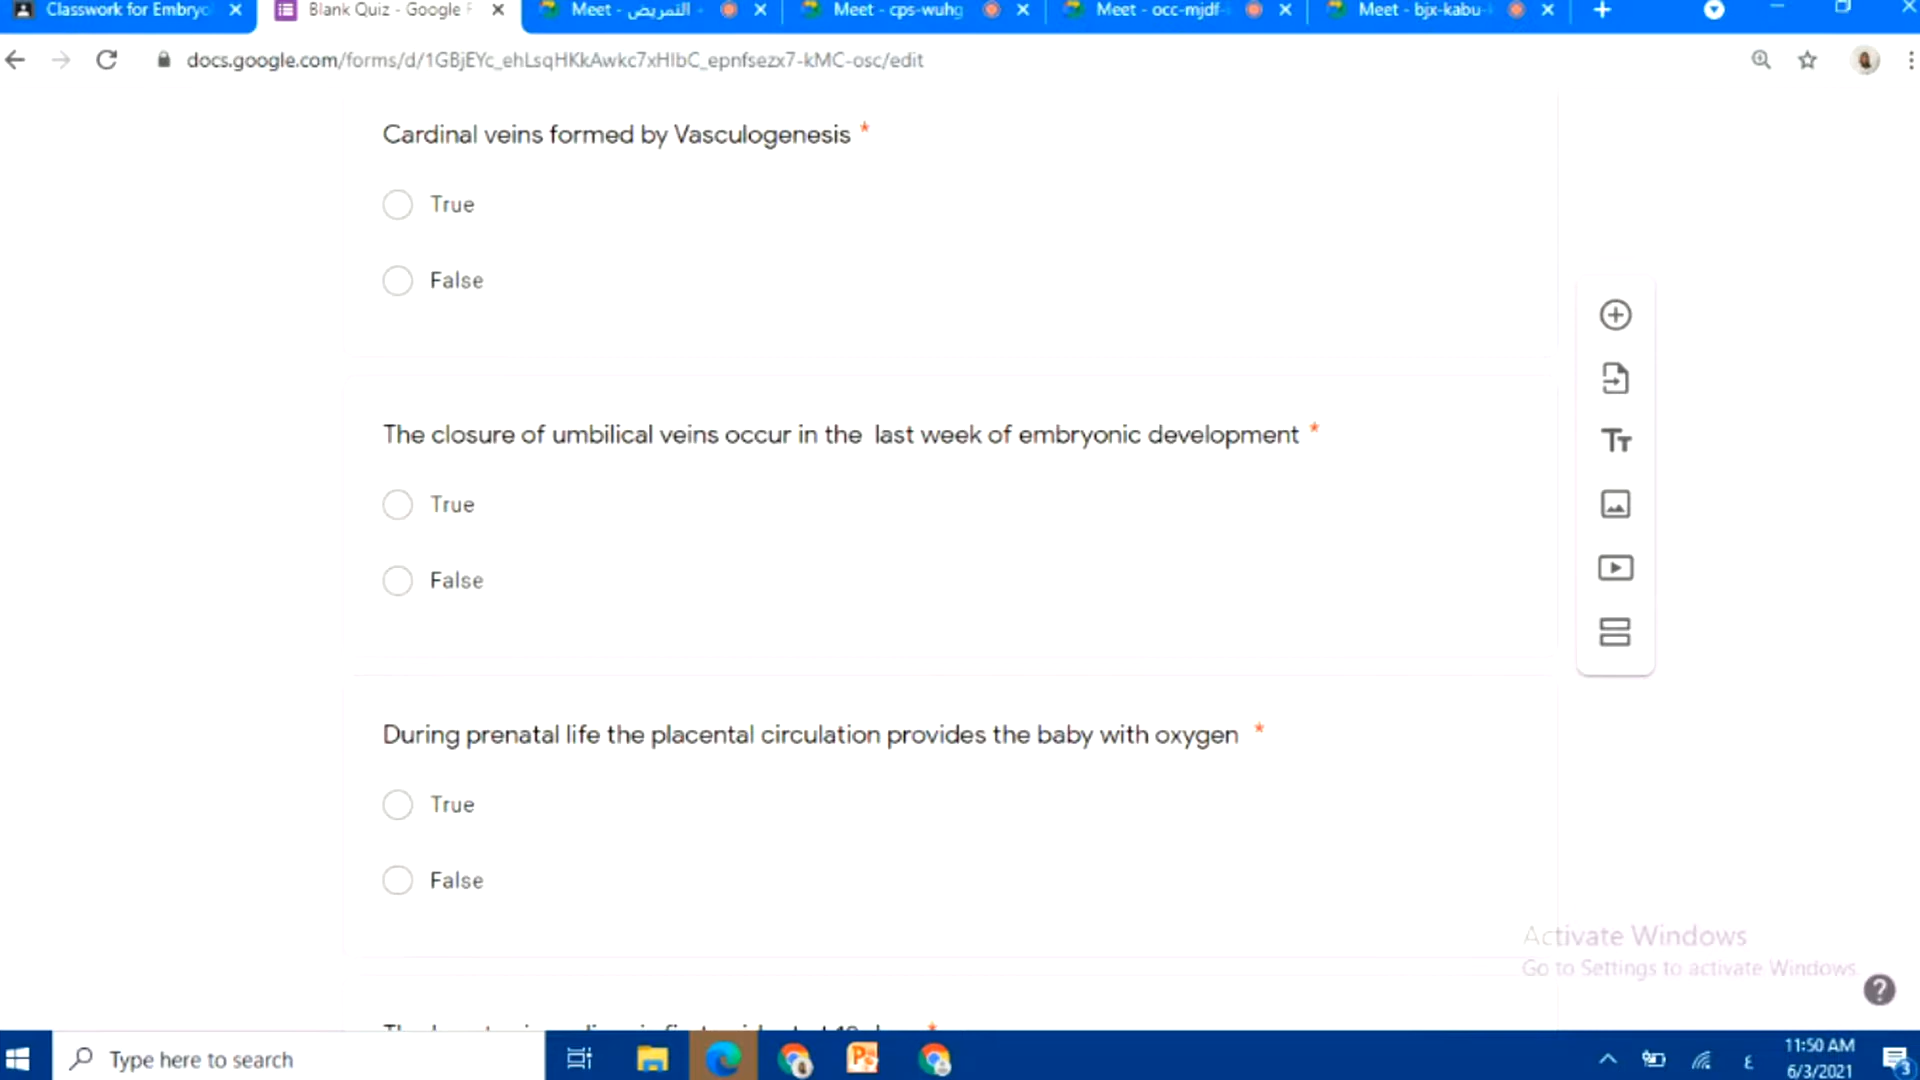 Classwork for Embryo
Blank Quiz - Google F
Meet - التمريض -
Meet - cps-wuhg
Meet - occ-mjdf-
Meet - bjx-kabu-
docs.google.com/forms/d/1GBjEYc_ehLsqHKkAwkc7xHIbC_epnfsezx7-kMC-osc/edit
Cardinal veins formed by Vasculogenesis *
True
False
The closure of umbilical veins occur in the last week of embryonic development *
True
False
During prenatal life the placental circulation provides the baby with oxygen *
True
False
Activate Windows
Go to Settings to activate Windows.
Type here to search
ع
11:50 AM
6/3/2021
3